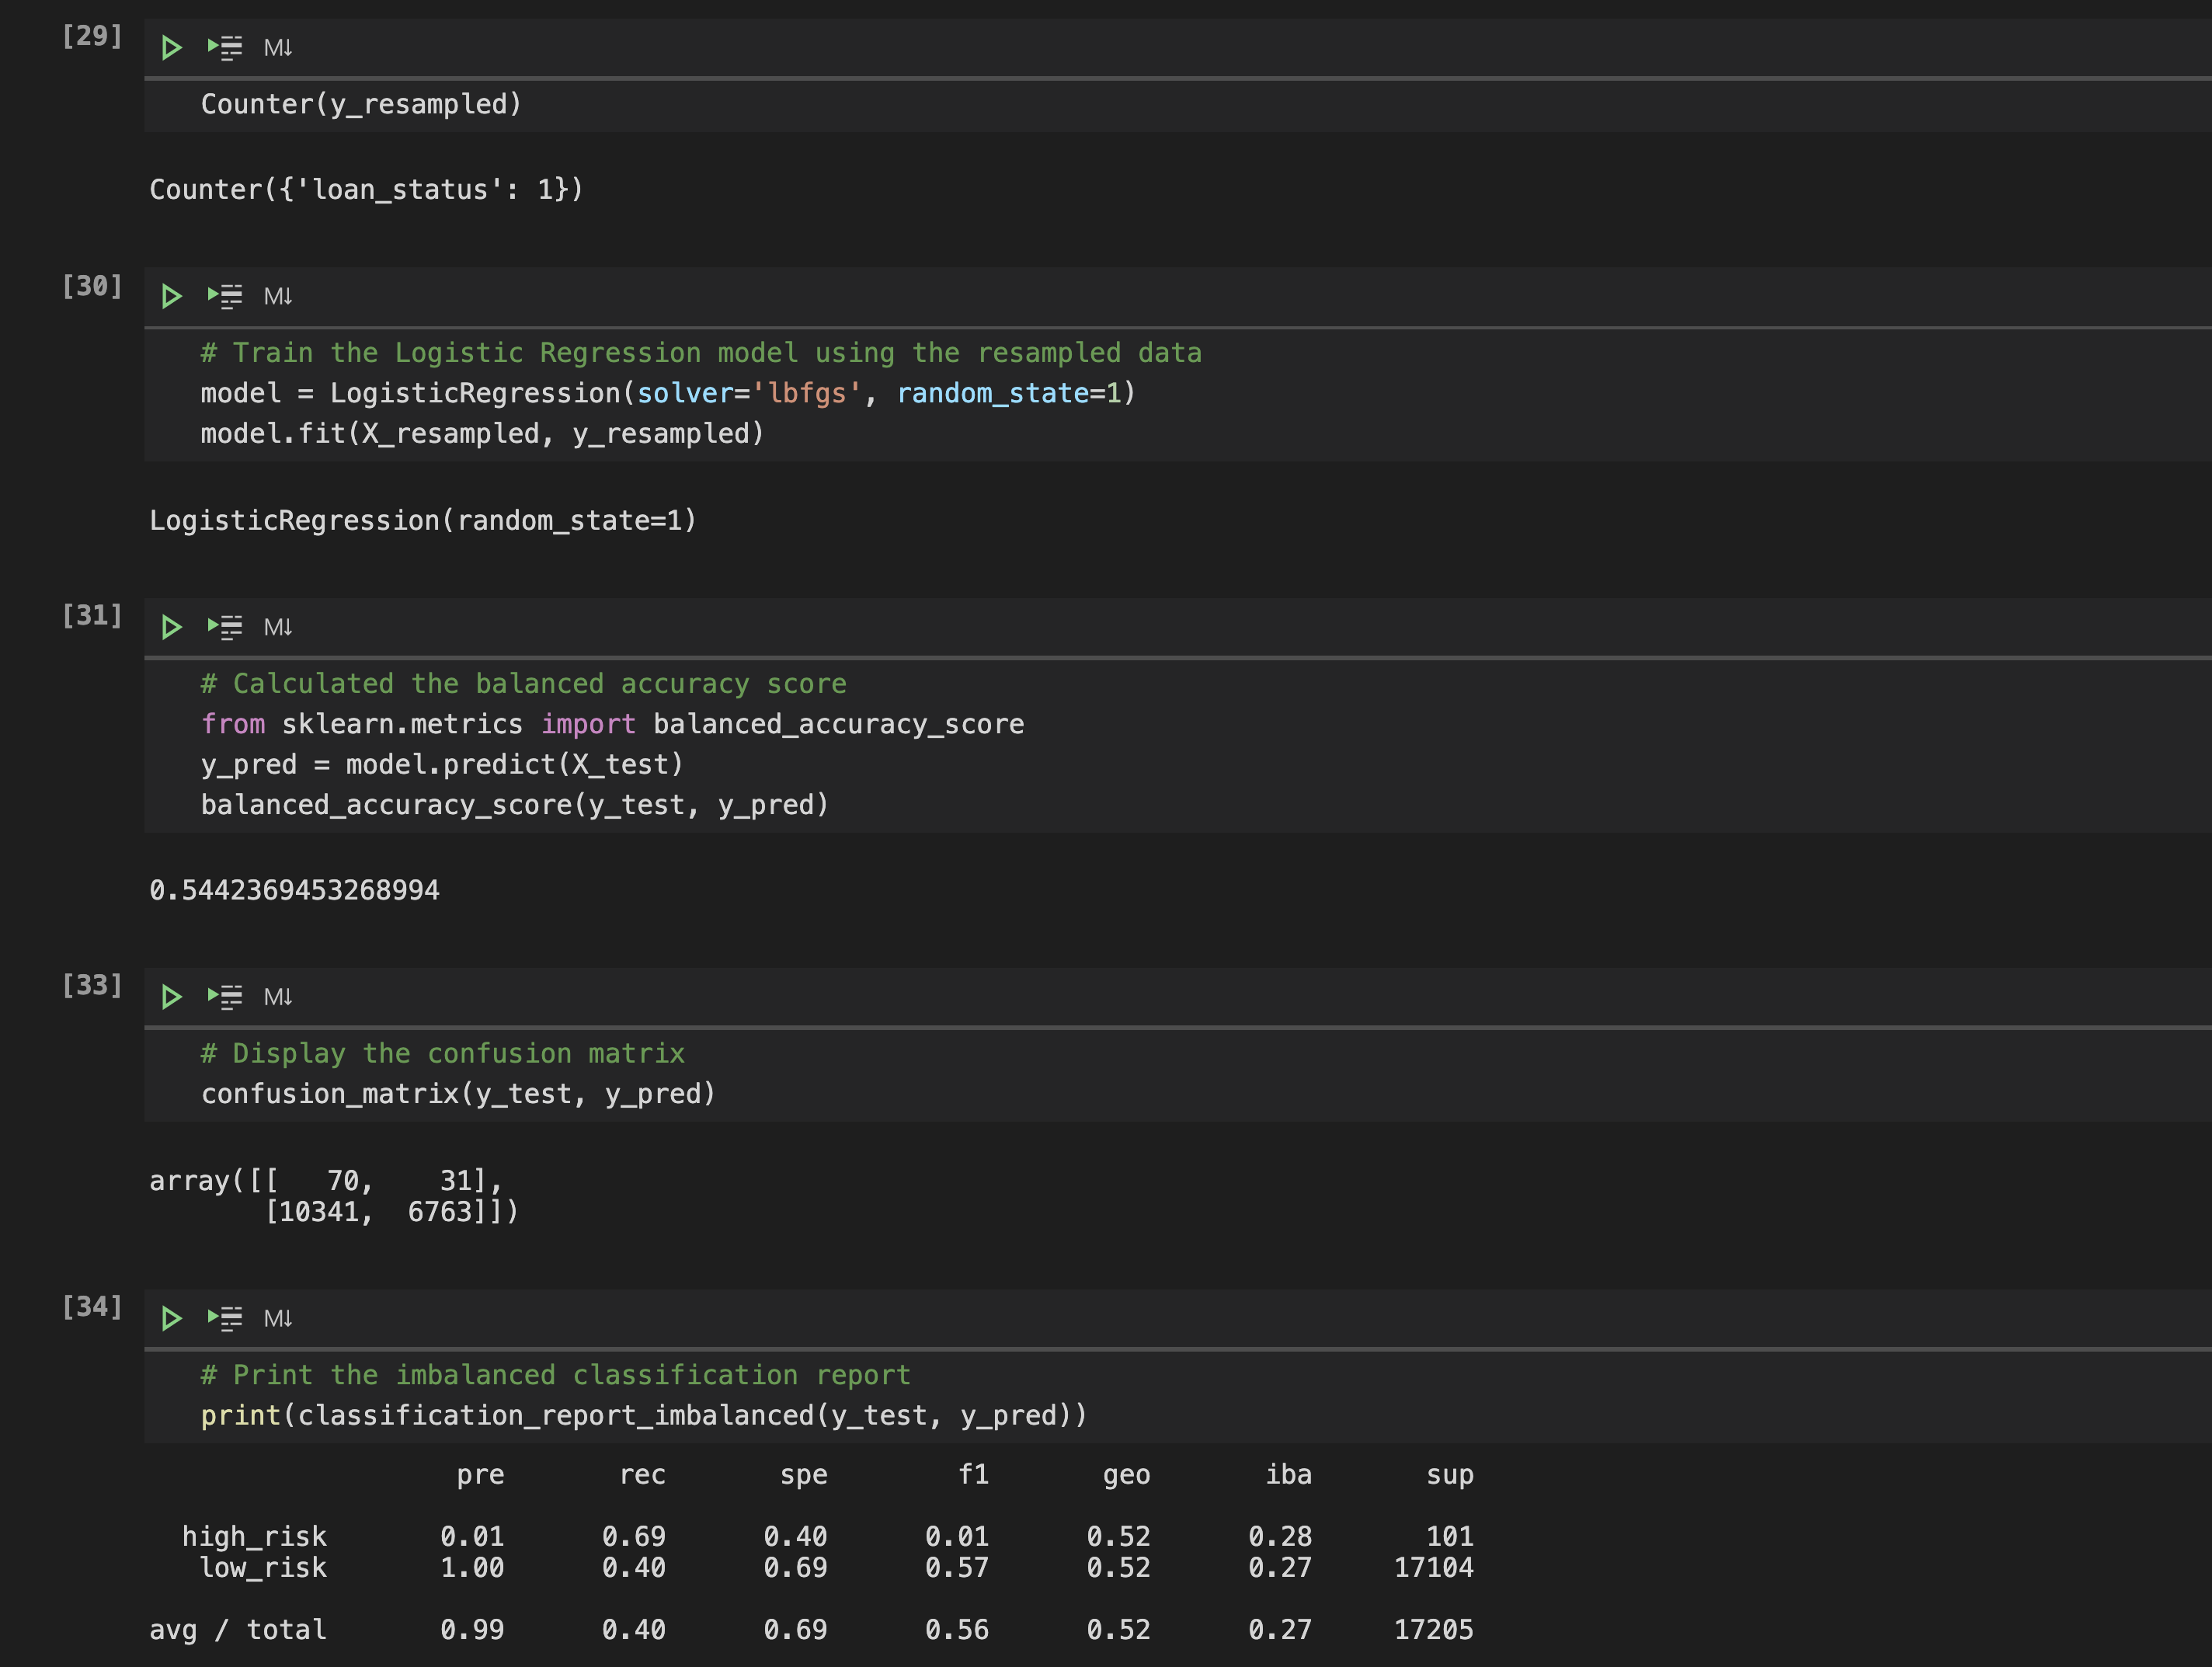 [29]
M↓
Counter(y_resampled)
Counter({'loan_status': 1})
[30]
M↓
# Train the Logistic Regression model using the resampled data
model = LogisticRegression(solver='lbfgs', random_state=1)
model.fit(X_resampled, y_resampled)
LogisticRegression(random_state=1)
[31]
M↓
# Calculated the balanced accuracy score
from sklearn.metrics import balanced_accuracy_score
y_pred = model.predict(X_test)
balanced_accuracy_score(y_test, y_pred)
0.5442369453268994
[33]
M↓
# Display the confusion matrix
confusion_matrix(y_test, y_pred)
array([[   70,    31],
       [10341,  6763]])
[34]
M↓
# Print the imbalanced classification report
print(classification_report_imbalanced(y_test, y_pred))
pre rec spe f1 geo iba sup
high_risk 0.01 0.69 0.40 0.01 0.52 0.28 101
low_risk 1.00 0.40 0.69 0.57 0.52 0.27 17104
avg / total 0.99 0.40 0.69 0.56 0.52 0.27 17205